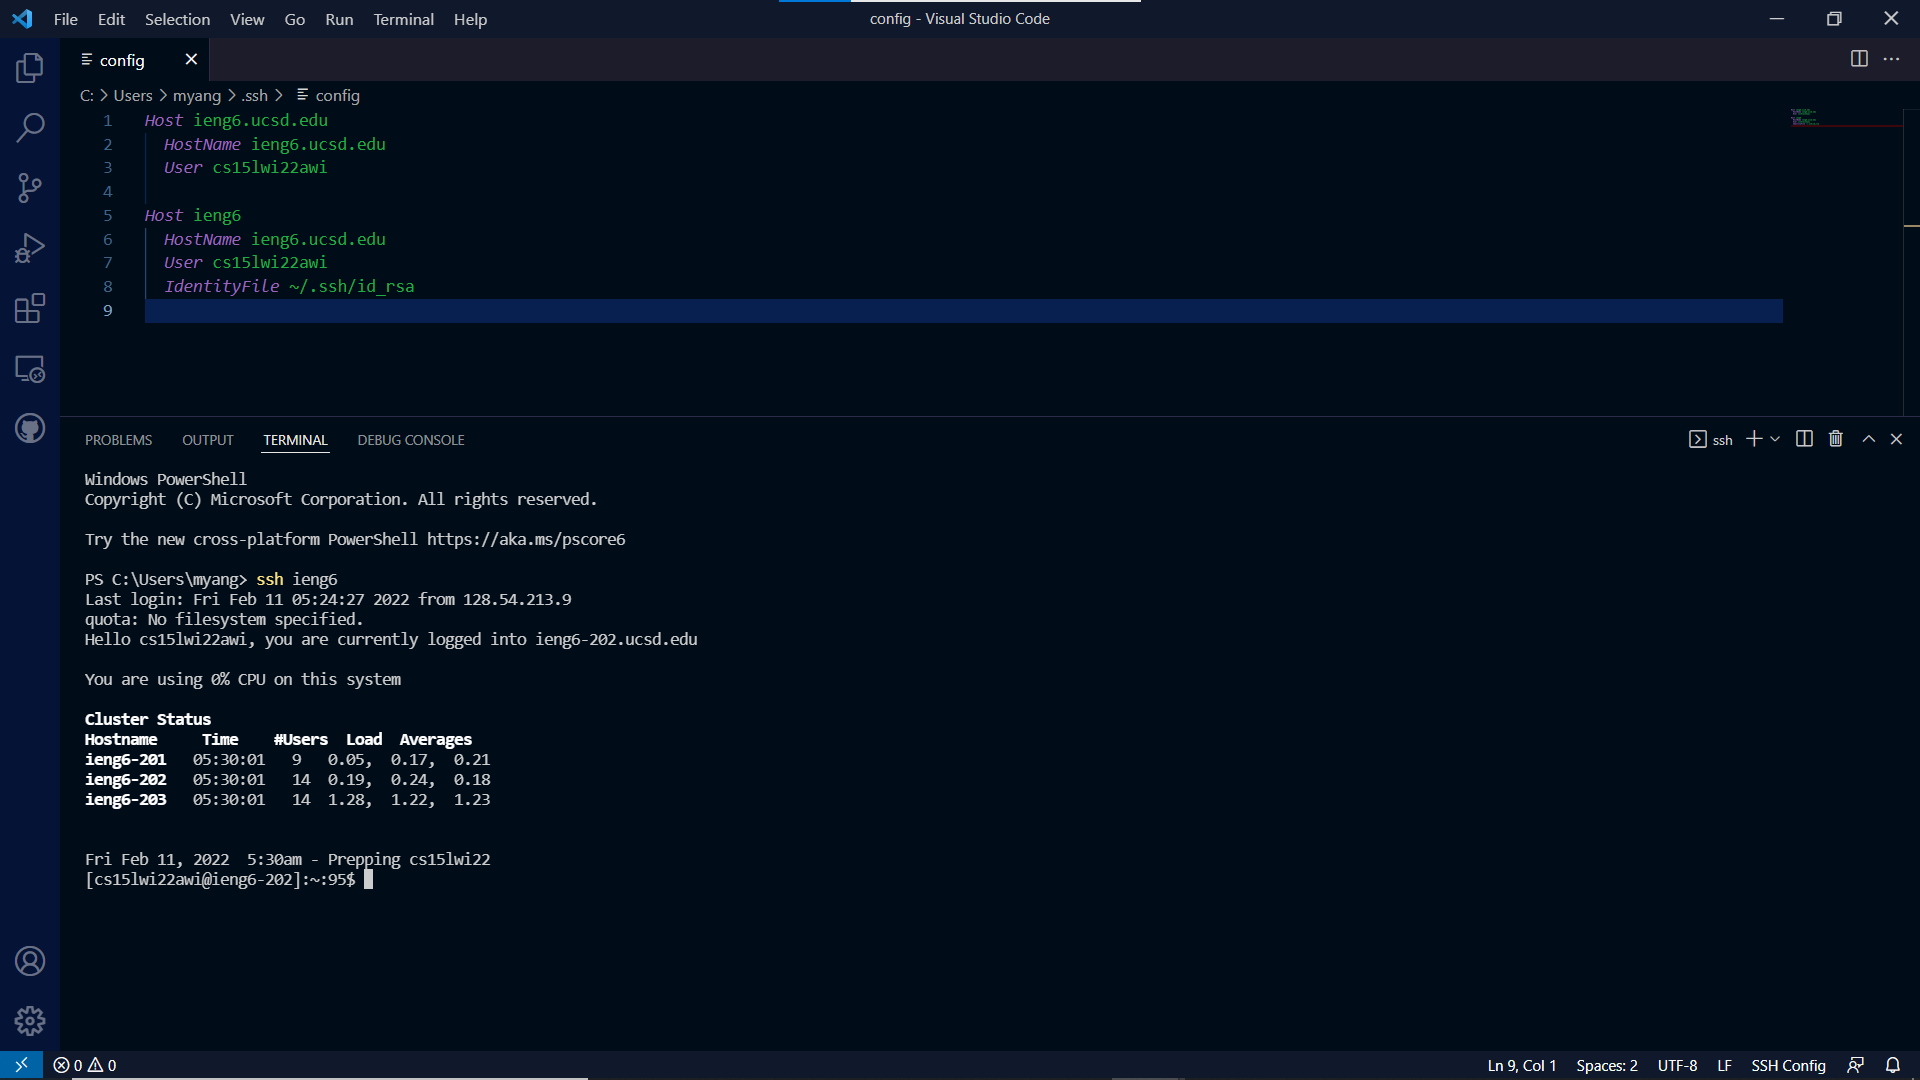 File Edit Selection View Go Run Terminal Help
config - Visual Studio Code
config
C: > Users > myang > .ssh > config
1 Host ieng6.ucsd.edu
2 HostName ieng6.ucsd.edu
3 User cs15lwi22awi
4
5 Host ieng6
6 HostName ieng6.ucsd.edu
7 User cs15lwi22awi
8 IdentityFile ~/.ssh/id_rsa
9
PROBLEMS OUTPUT TERMINAL DEBUG CONSOLE
ssh
Windows PowerShell
Copyright (C) Microsoft Corporation. All rights reserved.
Try the new cross-platform PowerShell https://aka.ms/pscore6
PS C:\Users\myang> ssh ieng6
Last login: Fri Feb 11 05:24:27 2022 from 128.54.213.9
quota: No filesystem specified.
Hello cs15lwi22awi, you are currently logged into ieng6-202.ucsd.edu
You are using 0% CPU on this system
Cluster Status
Hostname Time #Users Load Averages
ieng6-201 05:30:01 9 0.05, 0.17, 0.21
ieng6-202 05:30:01 14 0.19, 0.24, 0.18
ieng6-203 05:30:01 14 1.28, 1.22, 1.23
Fri Feb 11, 2022 5:30am - Prepping cs15lwi22
[cs15lwi22awi@ieng6-202]:~:95$
0 0
Ln 9, Col 1 Spaces: 2 UTF-8 LF SSH Config